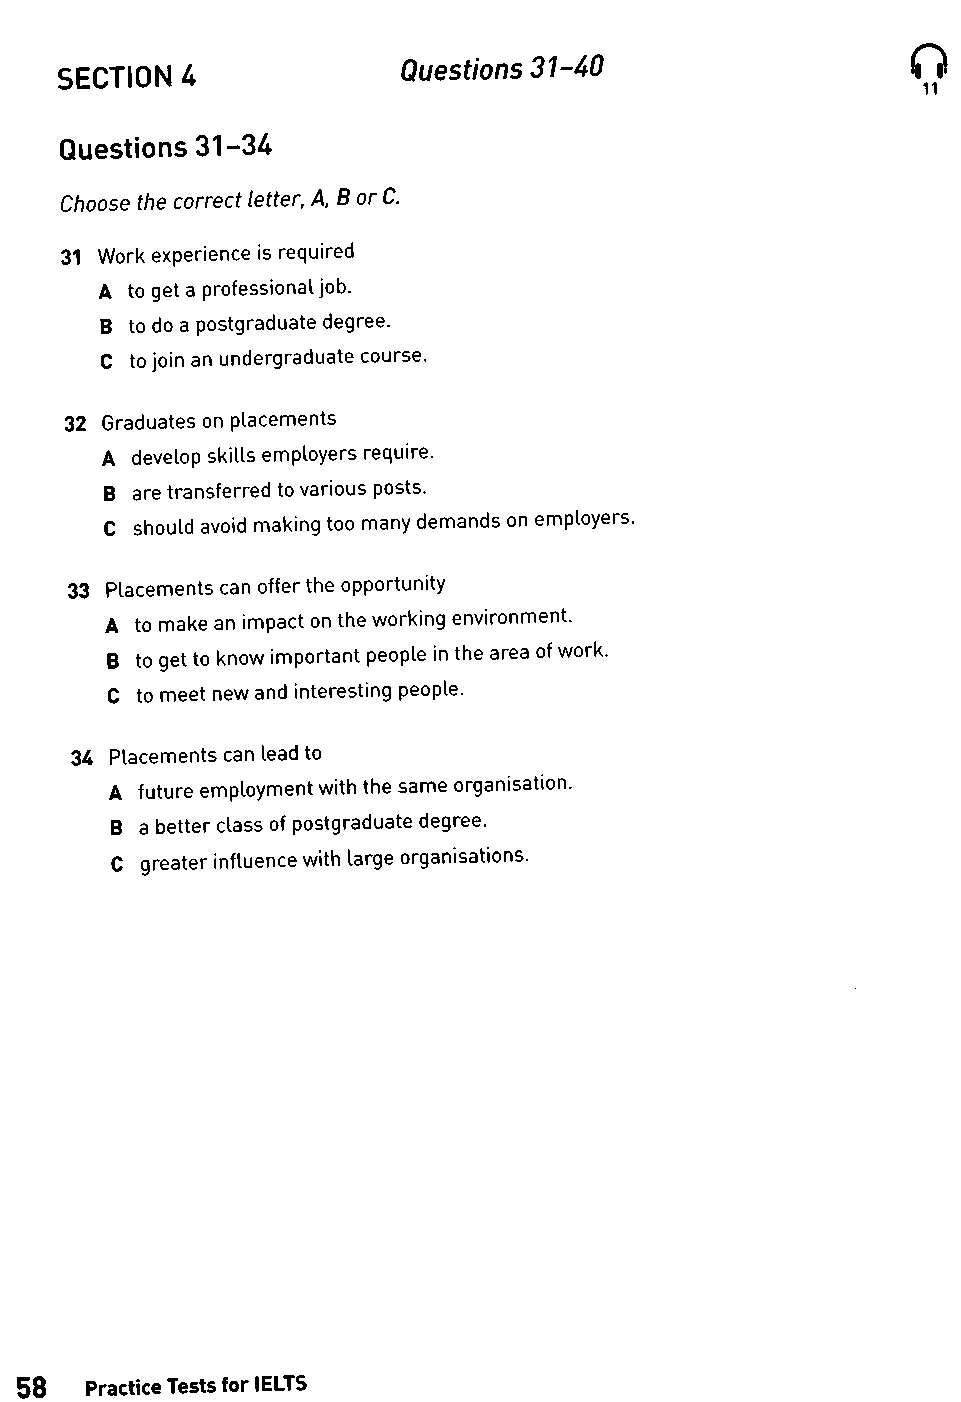 SECTION 4
Questions 31–40
11
Questions 31–34
Choose the correct letter, A, B or C.
31 Work experience is required
A to get a professional job.
B to do a postgraduate degree.
C to join an undergraduate course.
32 Graduates on placements
A develop skills employers require.
B are transferred to various posts.
C should avoid making too many demands on employers.
33 Placements can offer the opportunity
A to make an impact on the working environment.
B to get to know important people in the area of work.
C to meet new and interesting people.
34 Placements can lead to
A future employment with the same organisation.
B a better class of postgraduate degree.
C greater influence with large organisations.
58 Practice Tests for IELTS